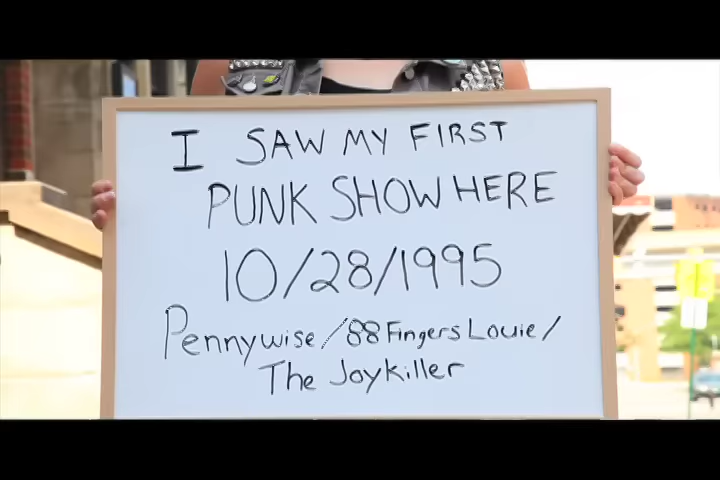 I SAW MY FIRST
PUNK SHOW HERE
10/28/1995
Pennywise/88 Fingers Louie/
The Joykiller